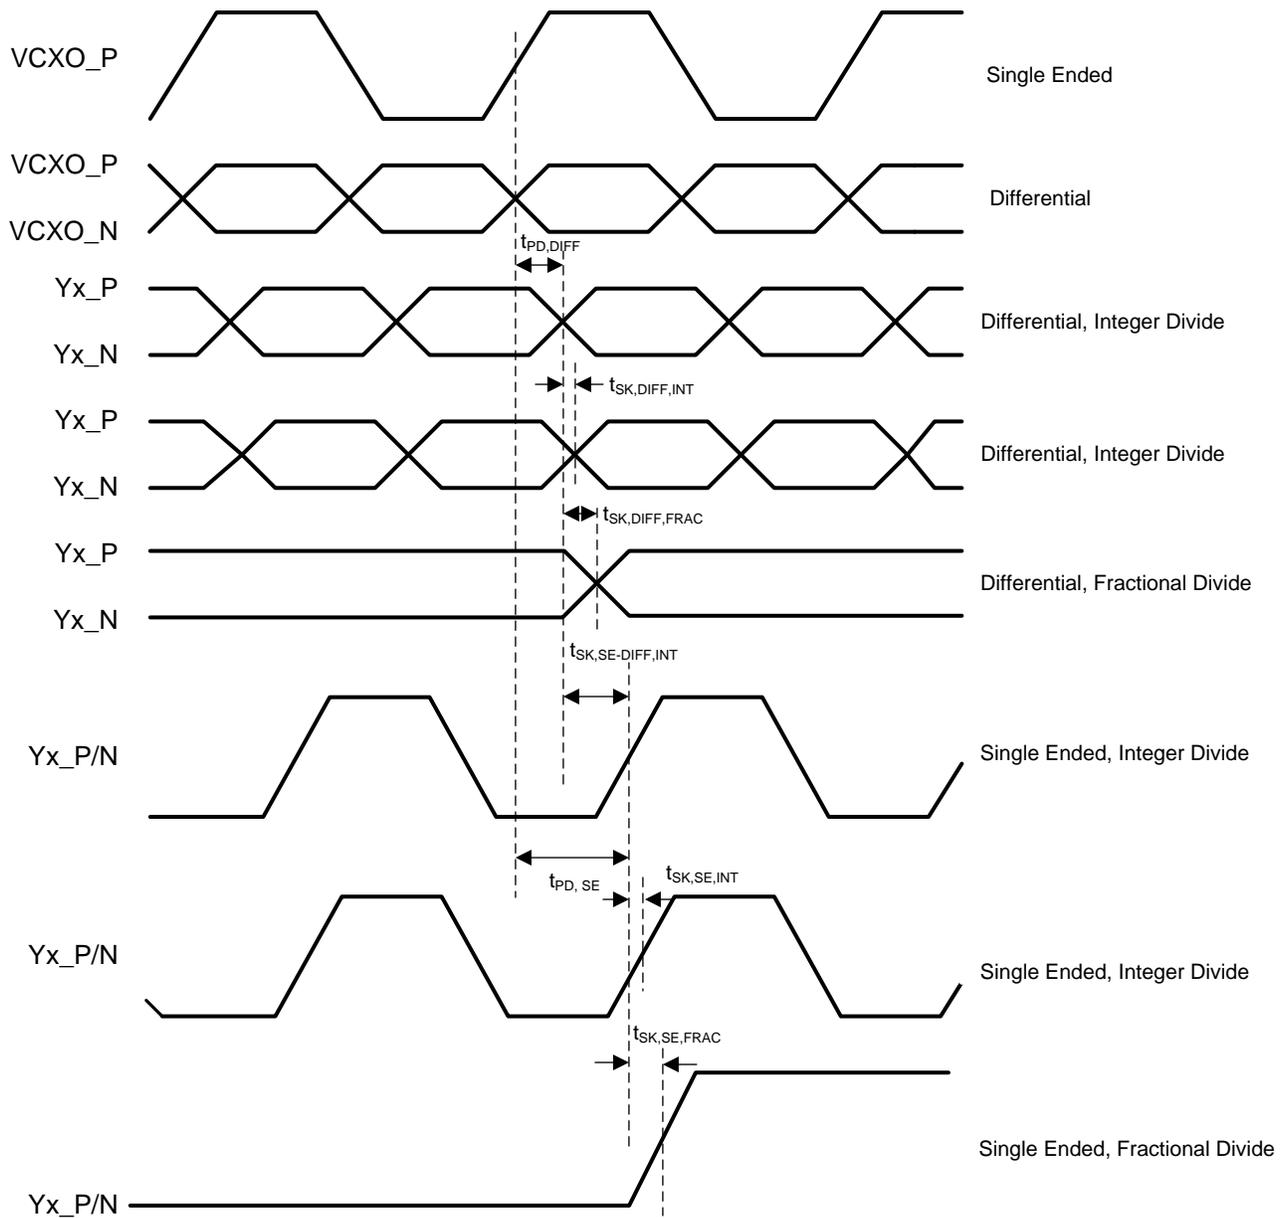 VCXO_P
Single Ended
VCXO_P
VCXO_N
Differential
tPD,DIFF
Yx_P
Yx_N
Differential, Integer Divide
tSK,DIFF,INT
Yx_P
Yx_N
Differential, Integer Divide
tSK,DIFF,FRAC
Yx_P
Yx_N
Differential, Fractional Divide
tSK,SE-DIFF,INT
Yx_P/N
Single Ended, Integer Divide
tPD, SE
tSK,SE,INT
Yx_P/N
Single Ended, Integer Divide
tSK,SE,FRAC
Single Ended, Fractional Divide
Yx_P/N